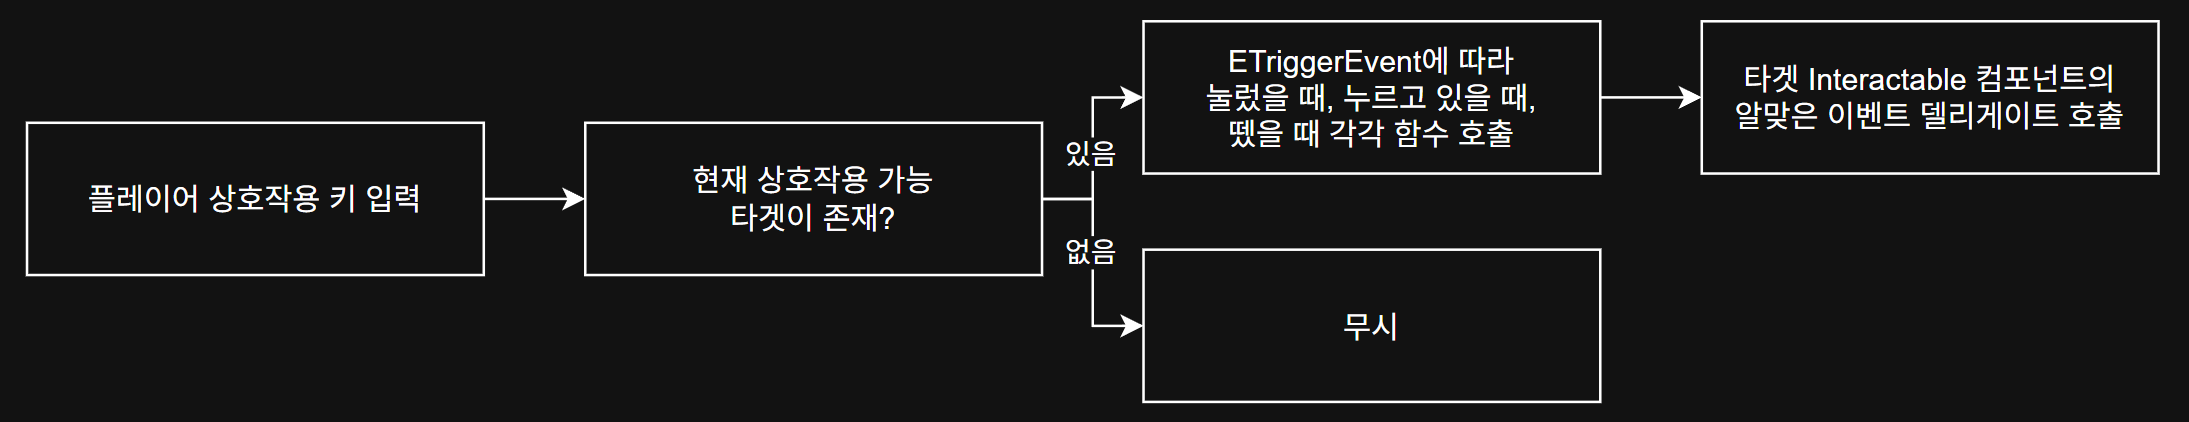 플레이어 상호작용 키 입력
현재 상호작용 가능
타겟이 존재?
있음
없음
ETriggerEvent에 따라
눌렀을 때, 누르고 있을 때,
뗐을 때 각각 함수 호출
타겟 Interactable 컴포넌트의
알맞은 이벤트 델리게이트 호출
무시